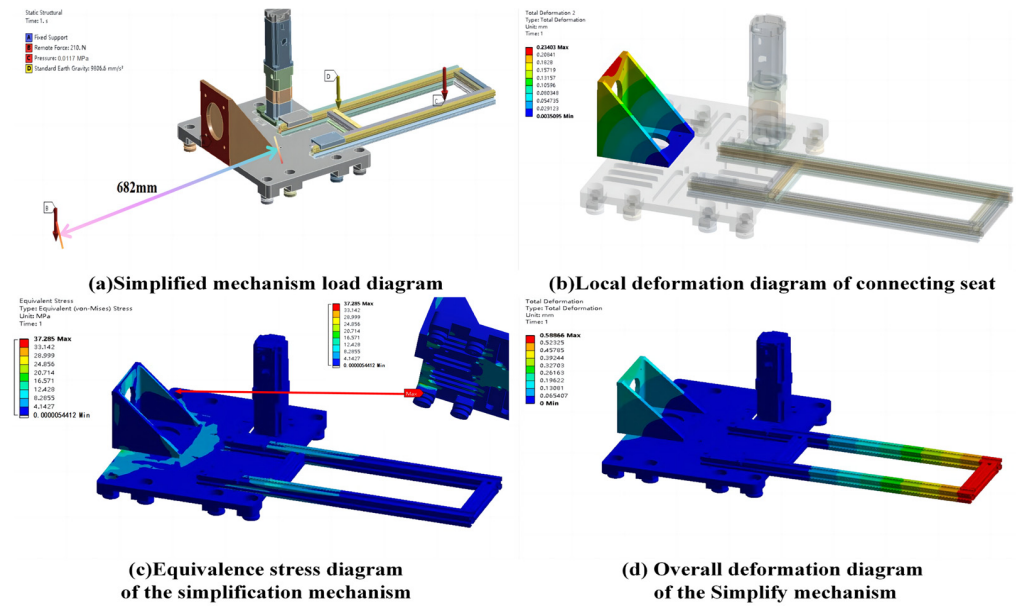 Static Structural
Time: 1. s
A Fixed Support
B Remote Force: 210. N
C Pressure: 0.0117 MPa
D Standard Earth Gravity: 9806.6 mm/s²
D
C
682mm
B
(a)Simplified mechanism load diagram
Total Deformation 2
Type: Total Deformation
Unit: mm
Time: 1
0.23403 Max
0.20841
0.1828
0.15719
0.13157
0.10596
0.080348
0.054735
0.029123
0.0035095 Min
(b)Local deformation diagram of connecting seat
Equivalent Stress
Type: Equivalent (von-Mises) Stress
Unit: MPa
Time: 1
37.285 Max
33.142
28.999
24.856
20.714
16.571
12.428
8.2855
4.1427
0.0000054412 Min
37.285 Max
33.142
28.999
24.856
20.714
16.571
12.428
8.2855
4.1427
0.0000054412 Min
Max
(c)Equivalence stress diagram
of the simplification mechanism
Total Deformation
Type: Total Deformation
Unit: mm
Time: 1
0.58866 Max
0.52325
0.45785
0.39244
0.32703
0.26163
0.19622
0.13081
0.065407
0 Min
(d) Overall deformation diagram
of the Simplify mechanism